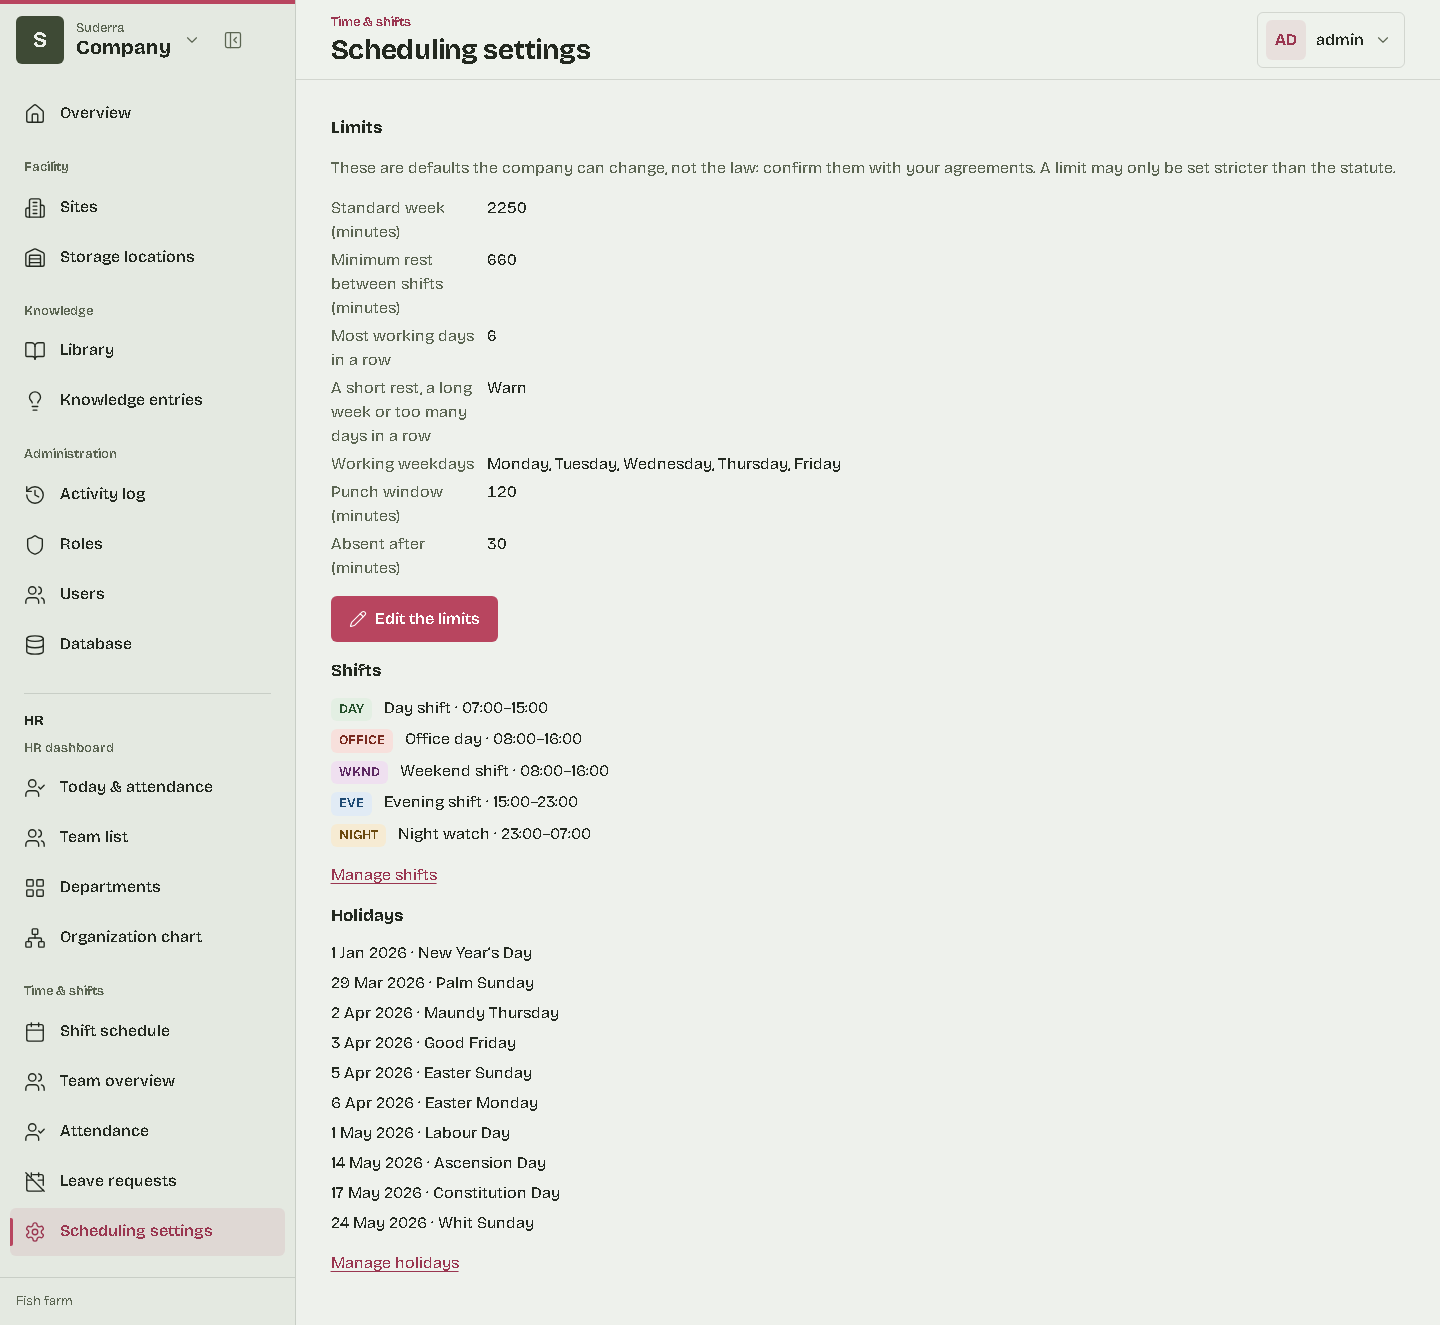 S
Suderra
Company
Time & shifts
Scheduling settings
AD
admin
Overview
Facility
Sites
Storage locations
Knowledge
Library
Knowledge entries
Administration
Activity log
Roles
Users
Database
HR
HR dashboard
Today & attendance
Team list
Departments
Organization chart
Time & shifts
Shift schedule
Team overview
Attendance
Leave requests
Scheduling settings
Fish farm
Limits
These are defaults the company can change, not the law: confirm them with your agreements. A limit may only be set stricter than the statute.
Standard week 2250
(minutes)
Minimum rest 660
between shifts
(minutes)
Most working days 6
in a row
A short rest, a long Warn
week or too many
days in a row
Working weekdays Monday, Tuesday, Wednesday, Thursday, Friday
Punch window 120
(minutes)
Absent after 30
(minutes)
Edit the limits
Shifts
DAY Day shift · 07:00–15:00
OFFICE Office day · 08:00–16:00
WKND Weekend shift · 08:00–16:00
EVE Evening shift · 15:00–23:00
NIGHT Night watch · 23:00–07:00
Manage shifts
Holidays
1 Jan 2026 · New Year's Day
29 Mar 2026 · Palm Sunday
2 Apr 2026 · Maundy Thursday
3 Apr 2026 · Good Friday
5 Apr 2026 · Easter Sunday
6 Apr 2026 · Easter Monday
1 May 2026 · Labour Day
14 May 2026 · Ascension Day
17 May 2026 · Constitution Day
24 May 2026 · Whit Sunday
Manage holidays